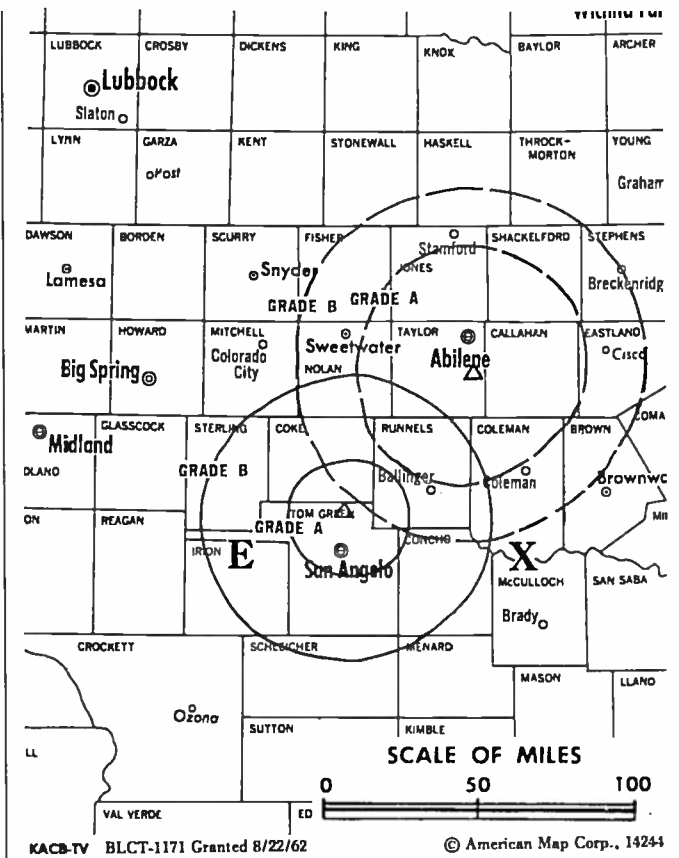 LUBBOCK CROSBY DICKENS KING KNOX BAYLOR ARCHER
Lubbock
Slaton
LYNN GARZA KENT STONEWALL HASKELL THROCK-
MORTON YOUNG
Post
Graham
DAWSON BORDEN SCURRY FISHER SHACKELFORD STEPHENS
Stamford
JONES
Lamesa Snyder Breckenridg
GRADE B GRADE A
MARTIN HOWARD MITCHELL TAYLOR CALLAHAN EASTLAND
Sweetwater
Colorado
City
Abilene
Cisco
Big Spring
NOLAN
GLASSCOCK STERLING COKE RUNNELS COLEMAN BROWN COMA
Midland
DLAND
GRADE B
Ballinger Coleman Brownwo
ON REAGAN TOM GREEN
GRADE A
CONCHO
IRION
E X
San Angelo
McCULLOCH SAN SABA
Brady
CROCKETT SCHLEICHER MENARD
MASON LLANO
Ozona
SUTTON KIMBLE
LL
SCALE OF MILES
0 50 100
VAL VERDE ED
KACB-TV BLCT-1171 Granted 8/22/62
© American Map Corp., 14244